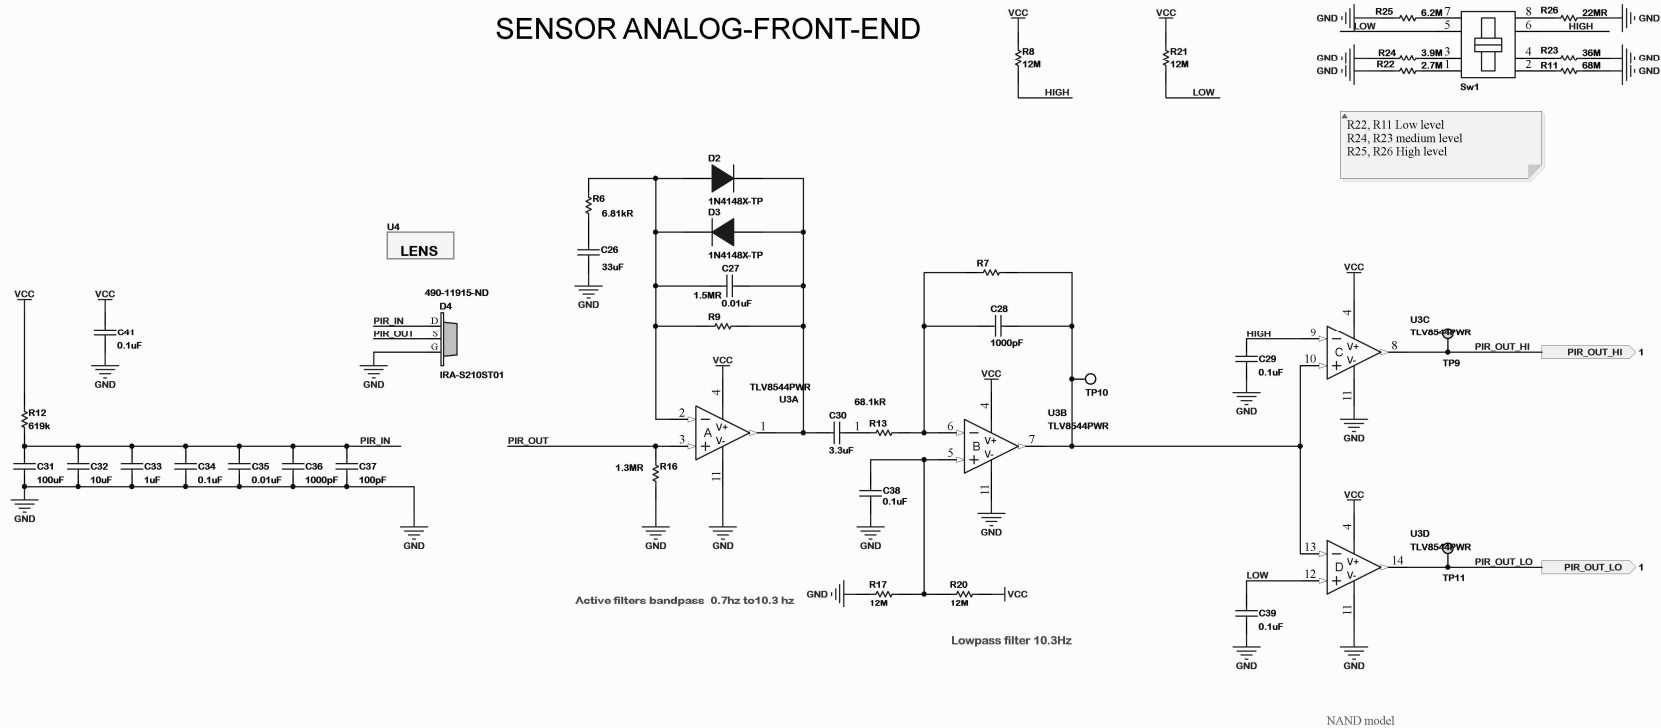 SENSOR ANALOG-FRONT-END
VCC
R8
12M
HIGH
VCC
R21
12M
LOW
GND R25 6.2M 7 8 R26 22MR GND
LOW 5 6 HIGH
GND R24 3.9M 3 4 R23 36M GND
GND R22 2.7M 1 2 R11 68M GND
Sw1
R22, R11 Low level
R24, R23 medium level
R25, R26 High level
U4
LENS
490-11915-ND
D4
PIR_IN D
PIR_OUT S
G
GND
IRA-S210ST01
VCC
VCC
C41
0.1uF
GND
R12
619k
PIR_IN
C31
100uF
C32
10uF
C33
1uF
C34
0.1uF
C35
0.01uF
C36
1000pF
C37
100pF
GND
GND
D2
1N4148X-TP
D3
1N4148X-TP
R6
6.81kR
C26
33uF
GND
C27
1.5MR
0.01uF
R9
VCC
4
TLV8544PWR
U3A
2
3
A
V+
V-
1
11
GND
PIR_OUT
1.3MR
R16
GND
68.1kR
C30
3.3uF
1
R13
R7
C28
1000pF
VCC
4
TP10
U3B
TLV8544PWR
6
5
B
V+
V-
7
11
GND
C38
0.1uF
GND
GND R17 R20 VCC
12M 12M
Active filters bandpass 0.7hz to10.3 hz
Lowpass filter 10.3Hz
VCC
4
U3C
TLV8544PWR
HIGH 9
10
C
V+
V-
8
TP9
PIR_OUT_HI
PIR_OUT_HI 1
C29
0.1uF
GND
11
GND
VCC
4
U3D
TLV8544PWR
13
LOW 12
D
V+
V-
14
TP11
PIR_OUT_LO
PIR_OUT_LO 1
C39
0.1uF
GND
11
GND
NAND model